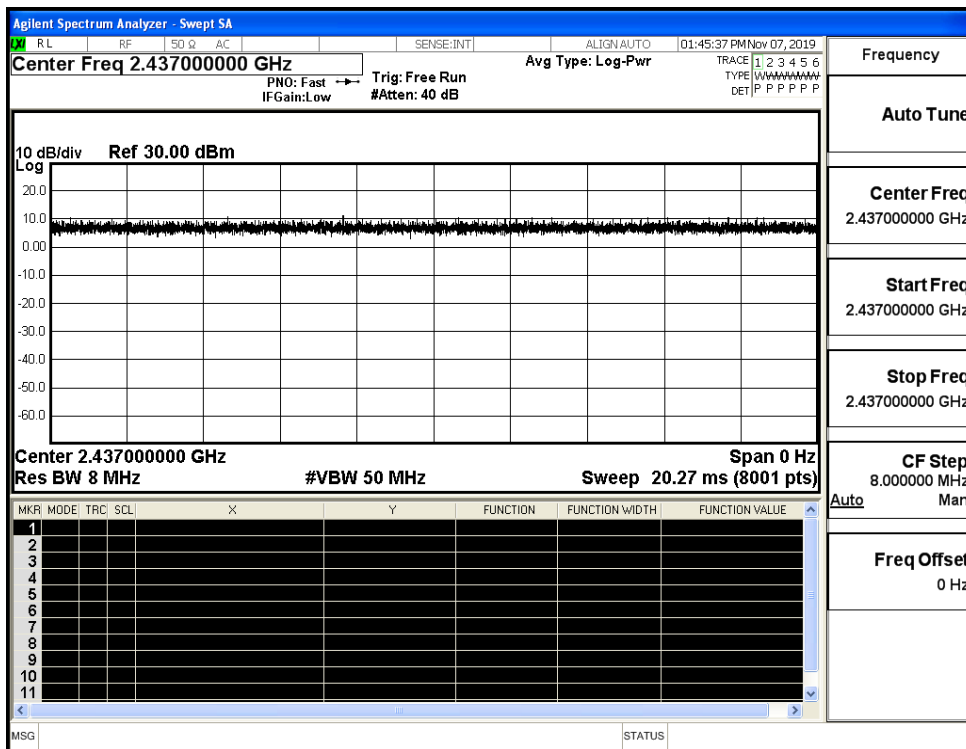 Agilent Spectrum Analyzer - Swept SA
LXI RL RF 50 Ω AC SENSE:INT ALIGNAUTO 01:45:37 PM Nov 07, 2019
Center Freq 2.437000000 GHz
PNO: Fast
IFGain:Low
Trig: Free Run
#Atten: 40 dB
Avg Type: Log-Pwr
TRACE 1 2 3 4 5 6
TYPE WWWWWW
DET P P P P P P
10 dB/div Ref 30.00 dBm
Log
20.0
10.0
0.00
-10.0
-20.0
-30.0
-40.0
-50.0
-60.0
Center 2.437000000 GHz Span 0 Hz
Res BW 8 MHz #VBW 50 MHz Sweep 20.27 ms (8001 pts)
MKR MODE TRC SCL X Y FUNCTION FUNCTION WIDTH FUNCTION VALUE
1
2
3
4
5
6
7
8
9
10
11
MSG STATUS
Frequency
Auto Tune
Center Freq
2.437000000 GHz
Start Freq
2.437000000 GHz
Stop Freq
2.437000000 GHz
CF Step
8.000000 MHz
Auto Man
Freq Offset
0 Hz